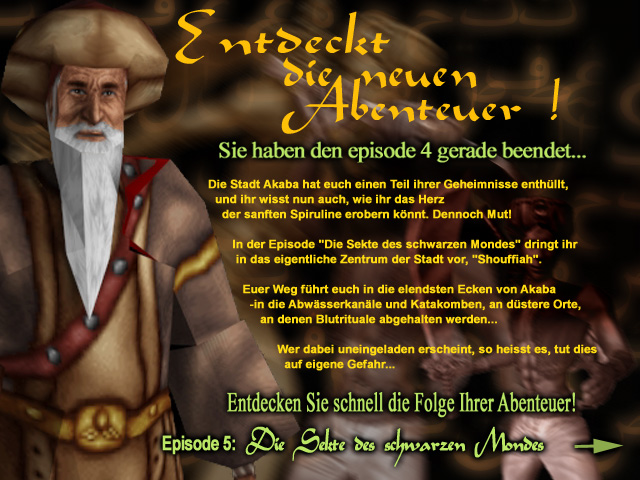 Entdeckt
die neuen
Abenteuer !
Sie haben den episode 4 gerade beendet...
Die Stadt Akaba hat euch einen Teil ihrer Geheimnisse enthüllt,
und ihr wisst nun auch, wie ihr das Herz
der sanften Spiruline erobern könnt. Dennoch Mut!
In der Episode "Die Sekte des schwarzen Mondes" dringt ihr
in das eigentliche Zentrum der Stadt vor, "Shouffiah".
Euer Weg führt euch in die elendsten Ecken von Akaba
-in die Abwässerkanäle und Katakomben, an düstere Orte,
an denen Blutrituale abgehalten werden...
Wer dabei uneingeladen erscheint, so heisst es, tut dies
auf eigene Gefahr...
Entdecken Sie schnell die Folge Ihrer Abenteuer!
Episode 5: Die Sekte des schwarzen Mondes